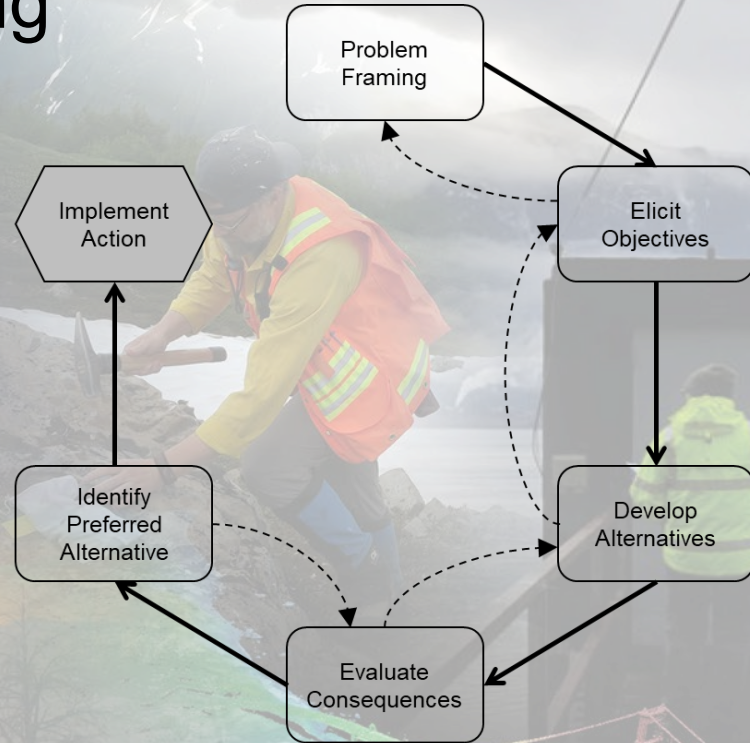 Problem
Framing
Elicit
Objectives
Develop
Alternatives
Evaluate
Consequences
Identify
Preferred
Alternative
Implement
Action